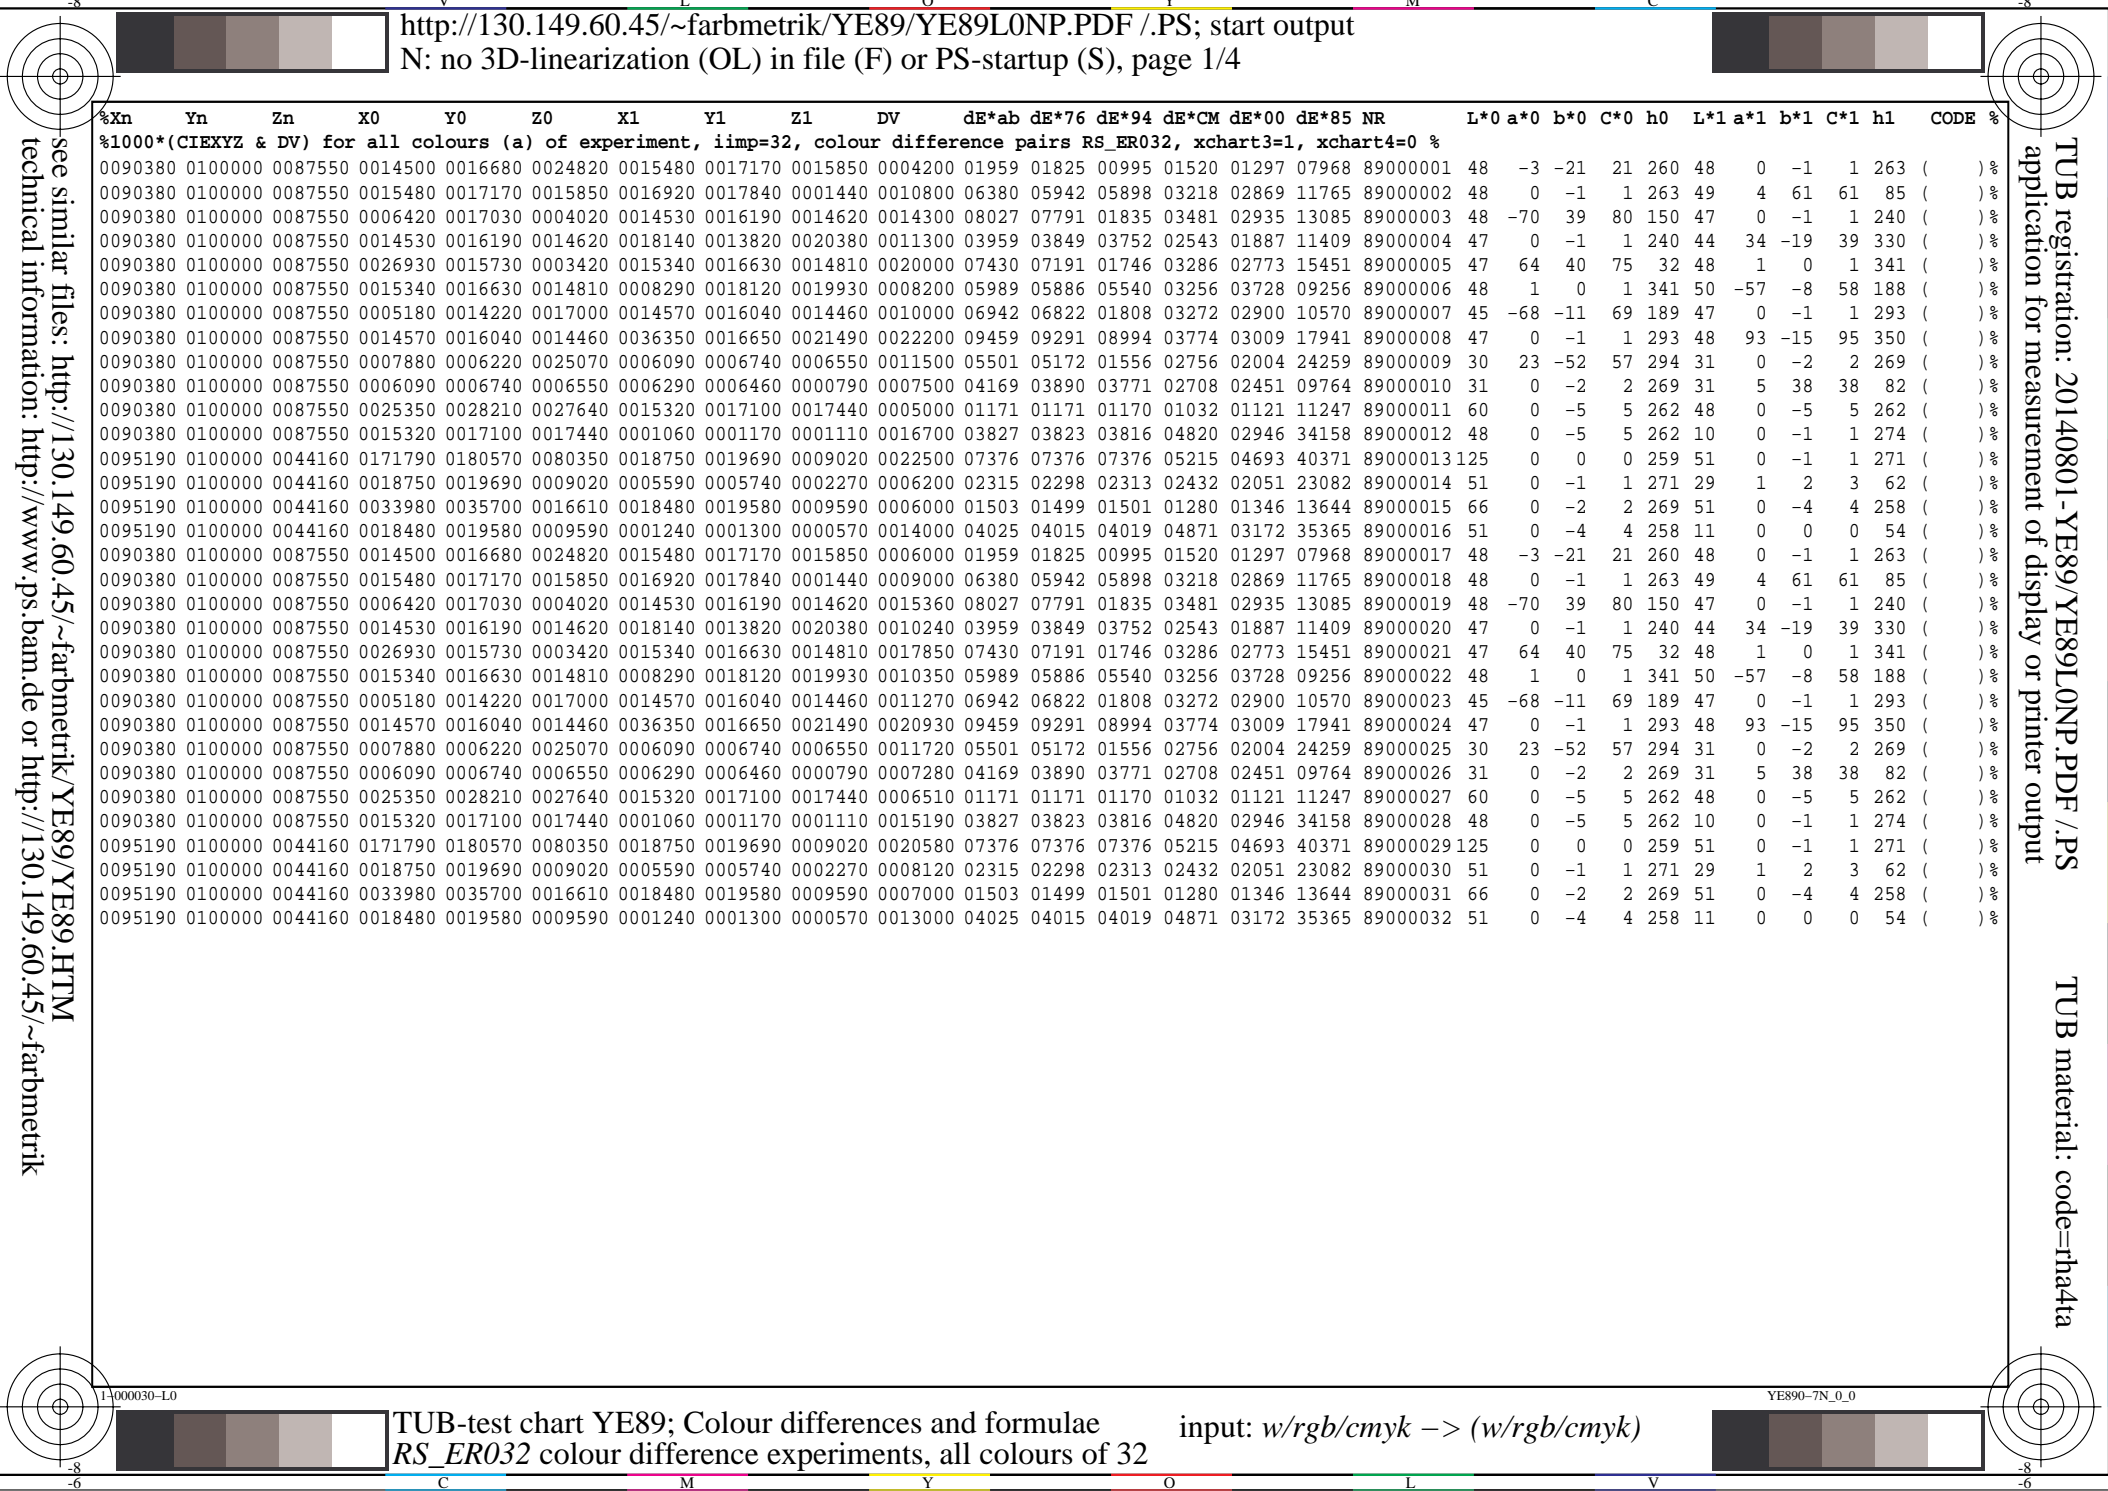 -8 V L O Y M C -8
http://130.149.60.45/~farbmetrik/YE89/YE89L0NP.PDF /.PS; start output
N: no 3D-linearization (OL) in file (F) or PS-startup (S), page 1/4
%Xn Yn Zn X0 Y0 Z0 X1 Y1 Z1 DV dE*ab dE*76 dE*94 dE*CM dE*00 dE*85 NR L*0 a*0 b*0 C*0 h0 L*1 a*1 b*1 C*1 h1 CODE %
%1000*(CIEXYZ & DV) for all colours (a) of experiment, iimp=32, colour difference pairs RS_ER032, xchart3=1, xchart4=0 %
0090380 0100000 0087550 0014500 0016680 0024820 0015480 0017170 0015850 0004200 01959 01825 00995 01520 01297 07968 89000001 48 -3 -21 21 260 48 0 -1 1 263 ( )%
0090380 0100000 0087550 0015480 0017170 0015850 0016920 0017840 0001440 0010800 06380 05942 05898 03218 02869 11765 89000002 48 0 -1 1 263 49 4 61 61 85 ( )%
0090380 0100000 0087550 0006420 0017030 0004020 0014530 0016190 0014620 0014300 08027 07791 01835 03481 02935 13085 89000003 48 -70 39 80 150 47 0 -1 1 240 ( )%
0090380 0100000 0087550 0014530 0016190 0014620 0018140 0013820 0020380 0011300 03959 03849 03752 02543 01887 11409 89000004 47 0 -1 1 240 44 34 -19 39 330 ( )%
0090380 0100000 0087550 0026930 0015730 0003420 0015340 0016630 0014810 0020000 07430 07191 01746 03286 02773 15451 89000005 47 64 40 75 32 48 1 0 1 341 ( )%
0090380 0100000 0087550 0015340 0016630 0014810 0008290 0018120 0019930 0008200 05989 05886 05540 03256 03728 09256 89000006 48 1 0 1 341 50 -57 -8 58 188 ( )%
0090380 0100000 0087550 0005180 0014220 0017000 0014570 0016040 0014460 0010000 06942 06822 01808 03272 02900 10570 89000007 45 -68 -11 69 189 47 0 -1 1 293 ( )%
0090380 0100000 0087550 0014570 0016040 0014460 0036350 0016650 0021490 0022200 09459 09291 08994 03774 03009 17941 89000008 47 0 -1 1 293 48 93 -15 95 350 ( )%
0090380 0100000 0087550 0007880 0006220 0025070 0006090 0006740 0006550 0011500 05501 05172 01556 02756 02004 24259 89000009 30 23 -52 57 294 31 0 -2 2 269 ( )%
0090380 0100000 0087550 0006090 0006740 0006550 0006290 0006460 0000790 0007500 04169 03890 03771 02708 02451 09764 89000010 31 0 -2 2 269 31 5 38 38 82 ( )%
0090380 0100000 0087550 0025350 0028210 0027640 0015320 0017100 0017440 0005000 01171 01171 01170 01032 01121 11247 89000011 60 0 -5 5 262 48 0 -5 5 262 ( )%
0090380 0100000 0087550 0015320 0017100 0017440 0001060 0001170 0001110 0016700 03827 03823 03816 04820 02946 34158 89000012 48 0 -5 5 262 10 0 -1 1 274 ( )%
0095190 0100000 0044160 0171790 0180570 0080350 0018750 0019690 0009020 0022500 07376 07376 07376 05215 04693 40371 89000013 125 0 0 0 259 51 0 -1 1 271 ( )%
0095190 0100000 0044160 0018750 0019690 0009020 0005590 0005740 0002270 0006200 02315 02298 02313 02432 02051 23082 89000014 51 0 -1 1 271 29 1 2 3 62 ( )%
0095190 0100000 0044160 0033980 0035700 0016610 0018480 0019580 0009590 0006000 01503 01499 01501 01280 01346 13644 89000015 66 0 -2 2 269 51 0 -4 4 258 ( )%
0095190 0100000 0044160 0018480 0019580 0009590 0001240 0001300 0000570 0014000 04025 04015 04019 04871 03172 35365 89000016 51 0 -4 4 258 11 0 0 0 54 ( )%
0090380 0100000 0087550 0014500 0016680 0024820 0015480 0017170 0015850 0006000 01959 01825 00995 01520 01297 07968 89000017 48 -3 -21 21 260 48 0 -1 1 263 ( )%
0090380 0100000 0087550 0015480 0017170 0015850 0016920 0017840 0001440 0009000 06380 05942 05898 03218 02869 11765 89000018 48 0 -1 1 263 49 4 61 61 85 ( )%
0090380 0100000 0087550 0006420 0017030 0004020 0014530 0016190 0014620 0015360 08027 07791 01835 03481 02935 13085 89000019 48 -70 39 80 150 47 0 -1 1 240 ( )%
0090380 0100000 0087550 0014530 0016190 0014620 0018140 0013820 0020380 0010240 03959 03849 03752 02543 01887 11409 89000020 47 0 -1 1 240 44 34 -19 39 330 ( )%
0090380 0100000 0087550 0026930 0015730 0003420 0015340 0016630 0014810 0017850 07430 07191 01746 03286 02773 15451 89000021 47 64 40 75 32 48 1 0 1 341 ( )%
0090380 0100000 0087550 0015340 0016630 0014810 0008290 0018120 0019930 0010350 05989 05886 05540 03256 03728 09256 89000022 48 1 0 1 341 50 -57 -8 58 188 ( )%
0090380 0100000 0087550 0005180 0014220 0017000 0014570 0016040 0014460 0011270 06942 06822 01808 03272 02900 10570 89000023 45 -68 -11 69 189 47 0 -1 1 293 ( )%
0090380 0100000 0087550 0014570 0016040 0014460 0036350 0016650 0021490 0020930 09459 09291 08994 03774 03009 17941 89000024 47 0 -1 1 293 48 93 -15 95 350 ( )%
0090380 0100000 0087550 0007880 0006220 0025070 0006090 0006740 0006550 0011720 05501 05172 01556 02756 02004 24259 89000025 30 23 -52 57 294 31 0 -2 2 269 ( )%
0090380 0100000 0087550 0006090 0006740 0006550 0006290 0006460 0000790 0007280 04169 03890 03771 02708 02451 09764 89000026 31 0 -2 2 269 31 5 38 38 82 ( )%
0090380 0100000 0087550 0025350 0028210 0027640 0015320 0017100 0017440 0006510 01171 01171 01170 01032 01121 11247 89000027 60 0 -5 5 262 48 0 -5 5 262 ( )%
0090380 0100000 0087550 0015320 0017100 0017440 0001060 0001170 0001110 0015190 03827 03823 03816 04820 02946 34158 89000028 48 0 -5 5 262 10 0 -1 1 274 ( )%
0095190 0100000 0044160 0171790 0180570 0080350 0018750 0019690 0009020 0020580 07376 07376 07376 05215 04693 40371 89000029 125 0 0 0 259 51 0 -1 1 271 ( )%
0095190 0100000 0044160 0018750 0019690 0009020 0005590 0005740 0002270 0008120 02315 02298 02313 02432 02051 23082 89000030 51 0 -1 1 271 29 1 2 3 62 ( )%
0095190 0100000 0044160 0033980 0035700 0016610 0018480 0019580 0009590 0007000 01503 01499 01501 01280 01346 13644 89000031 66 0 -2 2 269 51 0 -4 4 258 ( )%
0095190 0100000 0044160 0018480 0019580 0009590 0001240 0001300 0000570 0013000 04025 04015 04019 04871 03172 35365 89000032 51 0 -4 4 258 11 0 0 0 54 ( )%
see similar files: http://130.149.60.45/~farbmetrik/YE89/YE89.HTM
technical information: http://www.ps.bam.de or http://130.149.60.45/~farbmetrik
TUB registration: 20140801-YE89/YE89L0NP.PDF /.PS
application for measurement of display or printer output
TUB material: code=rha4ta
1-000030-L0
YE890-7N_0_0
TUB-test chart YE89; Colour differences and formulae
RS_ER032 colour difference experiments, all colours of 32
input: w/rgb/cmyk -> (w/rgb/cmyk)
-8 -8
-6 C M Y O L V -6